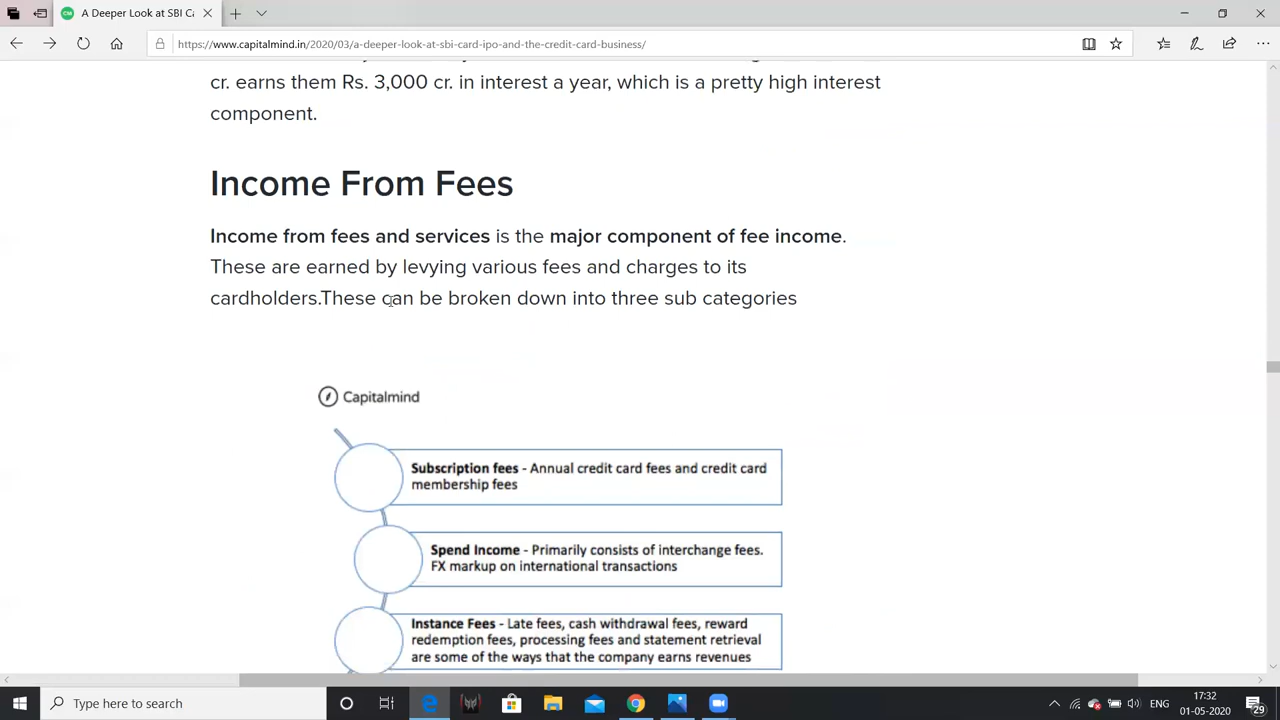 A Deeper Look at SBI Ca
https://www.capitalmind.in/2020/03/a-deeper-look-at-sbi-card-ipo-and-the-credit-card-business/
cr. earns them Rs. 3,000 cr. in interest a year, which is a pretty high interest
component.
Income From Fees
Income from fees and services is the major component of fee income.
These are earned by levying various fees and charges to its
cardholders.These can be broken down into three sub categories
Capitalmind
Subscription fees - Annual credit card fees and credit card
membership fees
Spend Income - Primarily consists of interchange fees.
FX markup on international transactions
Instance Fees - Late fees, cash withdrawal fees, reward
redemption fees, processing fees and statement retrieval
are some of the ways that the company earns revenues
Type here to search
ENG
17:32
01-05-2020
29